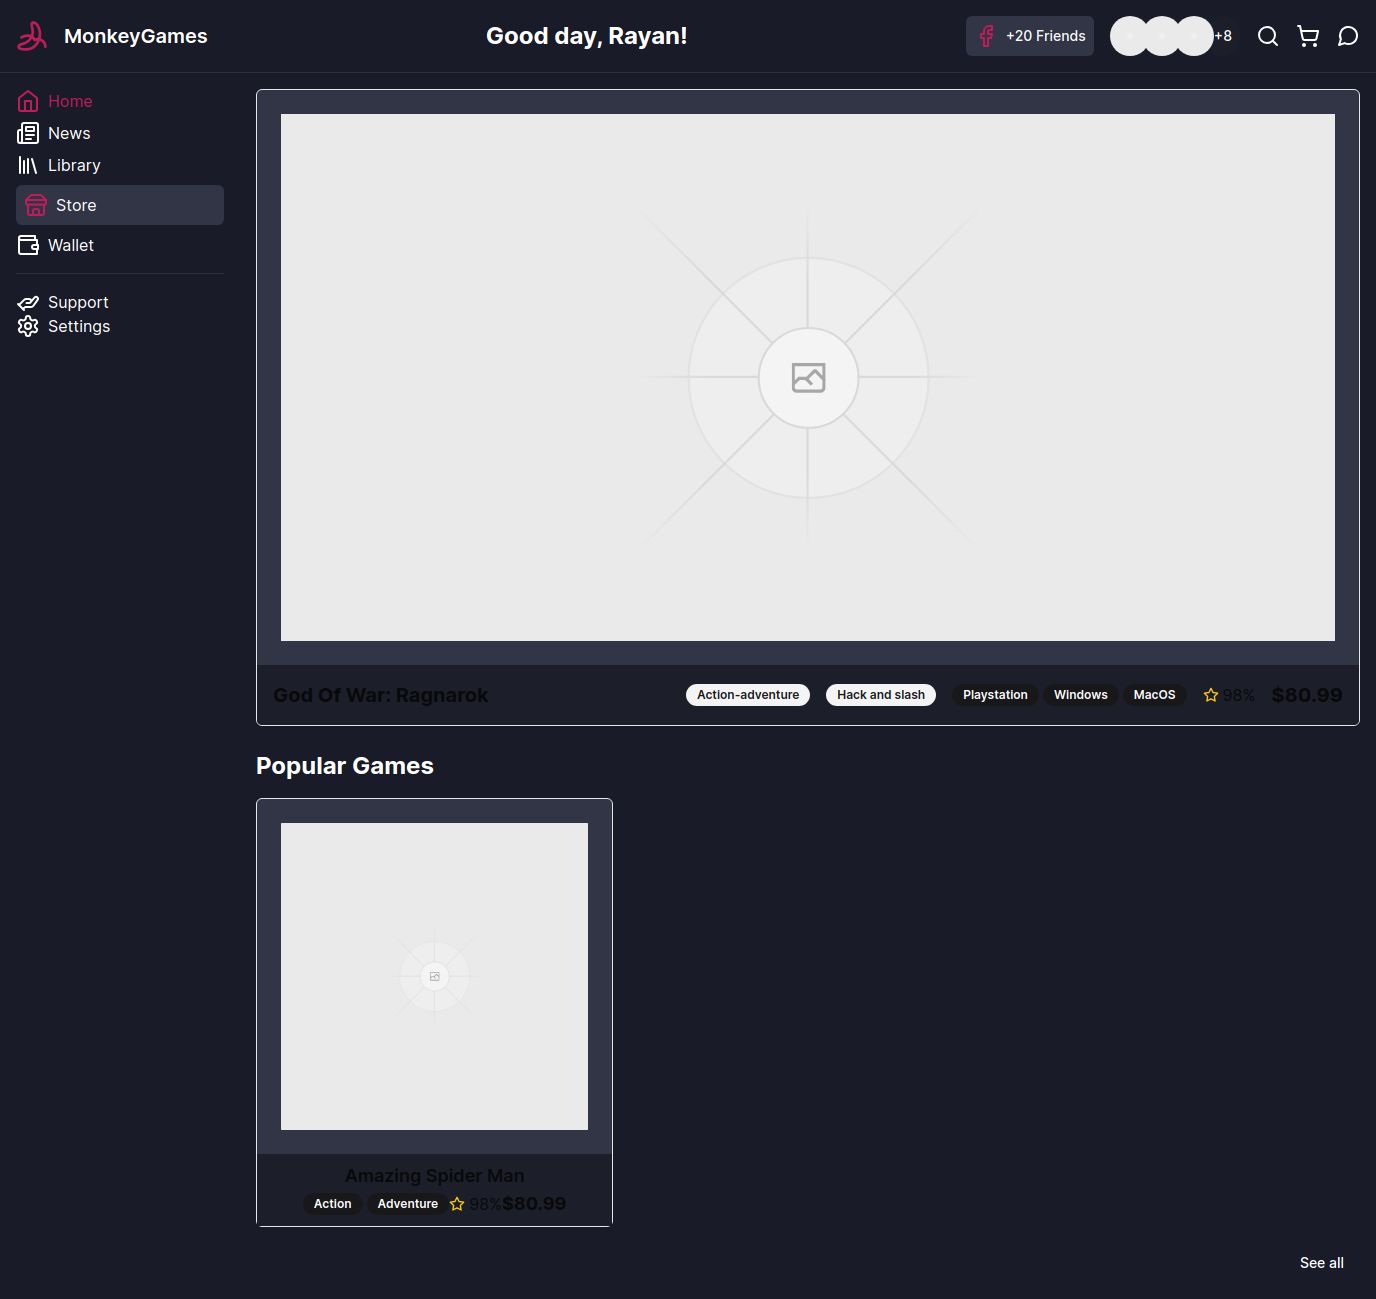 MonkeyGames
Good day, Rayan!
+20 Friends
+8
Home
News
Library
Store
Wallet
Support
Settings
God Of War: Ragnarok
Action-adventure Hack and slash Playstation Windows MacOS 98% $80.99
Popular Games
Amazing Spider Man
Action Adventure 98%$80.99
See all